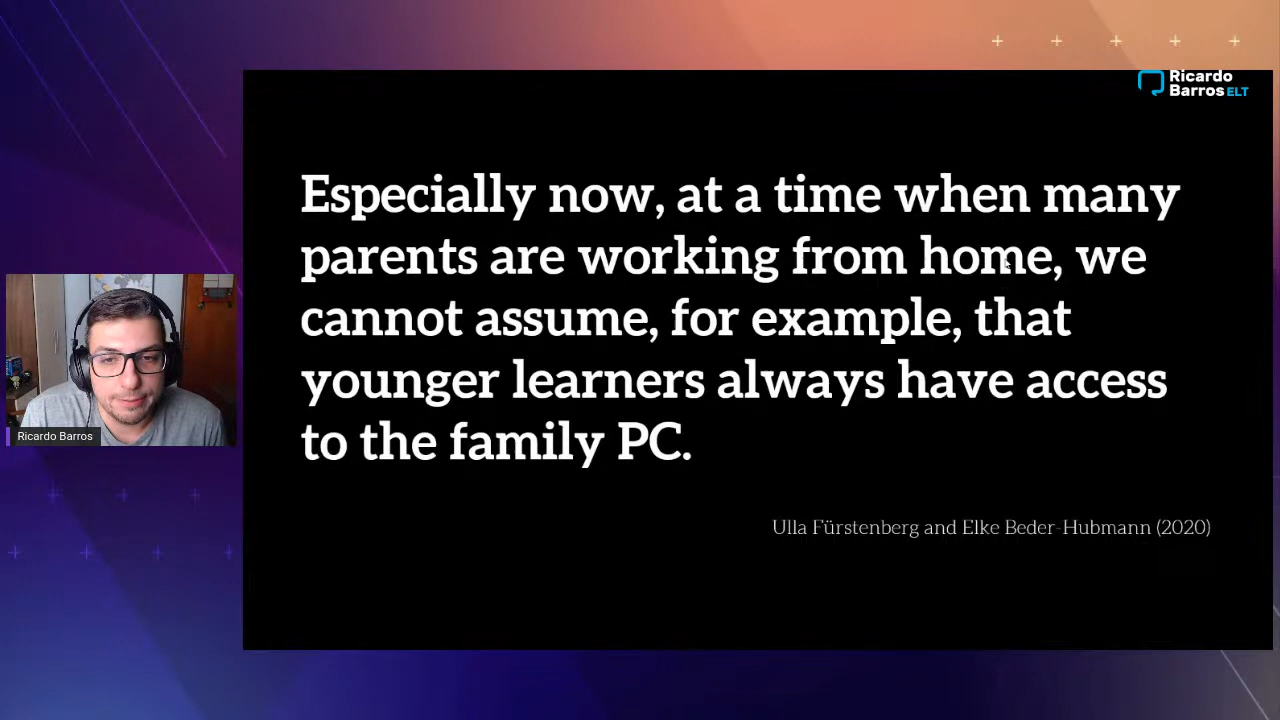 Ricardo
Barros ELT
Especially now, at a time when many
parents are working from home, we
cannot assume, for example, that
younger learners always have access
to the family PC.
Ulla Fürstenberg and Elke Beder-Hubmann (2020)
Ricardo Barros